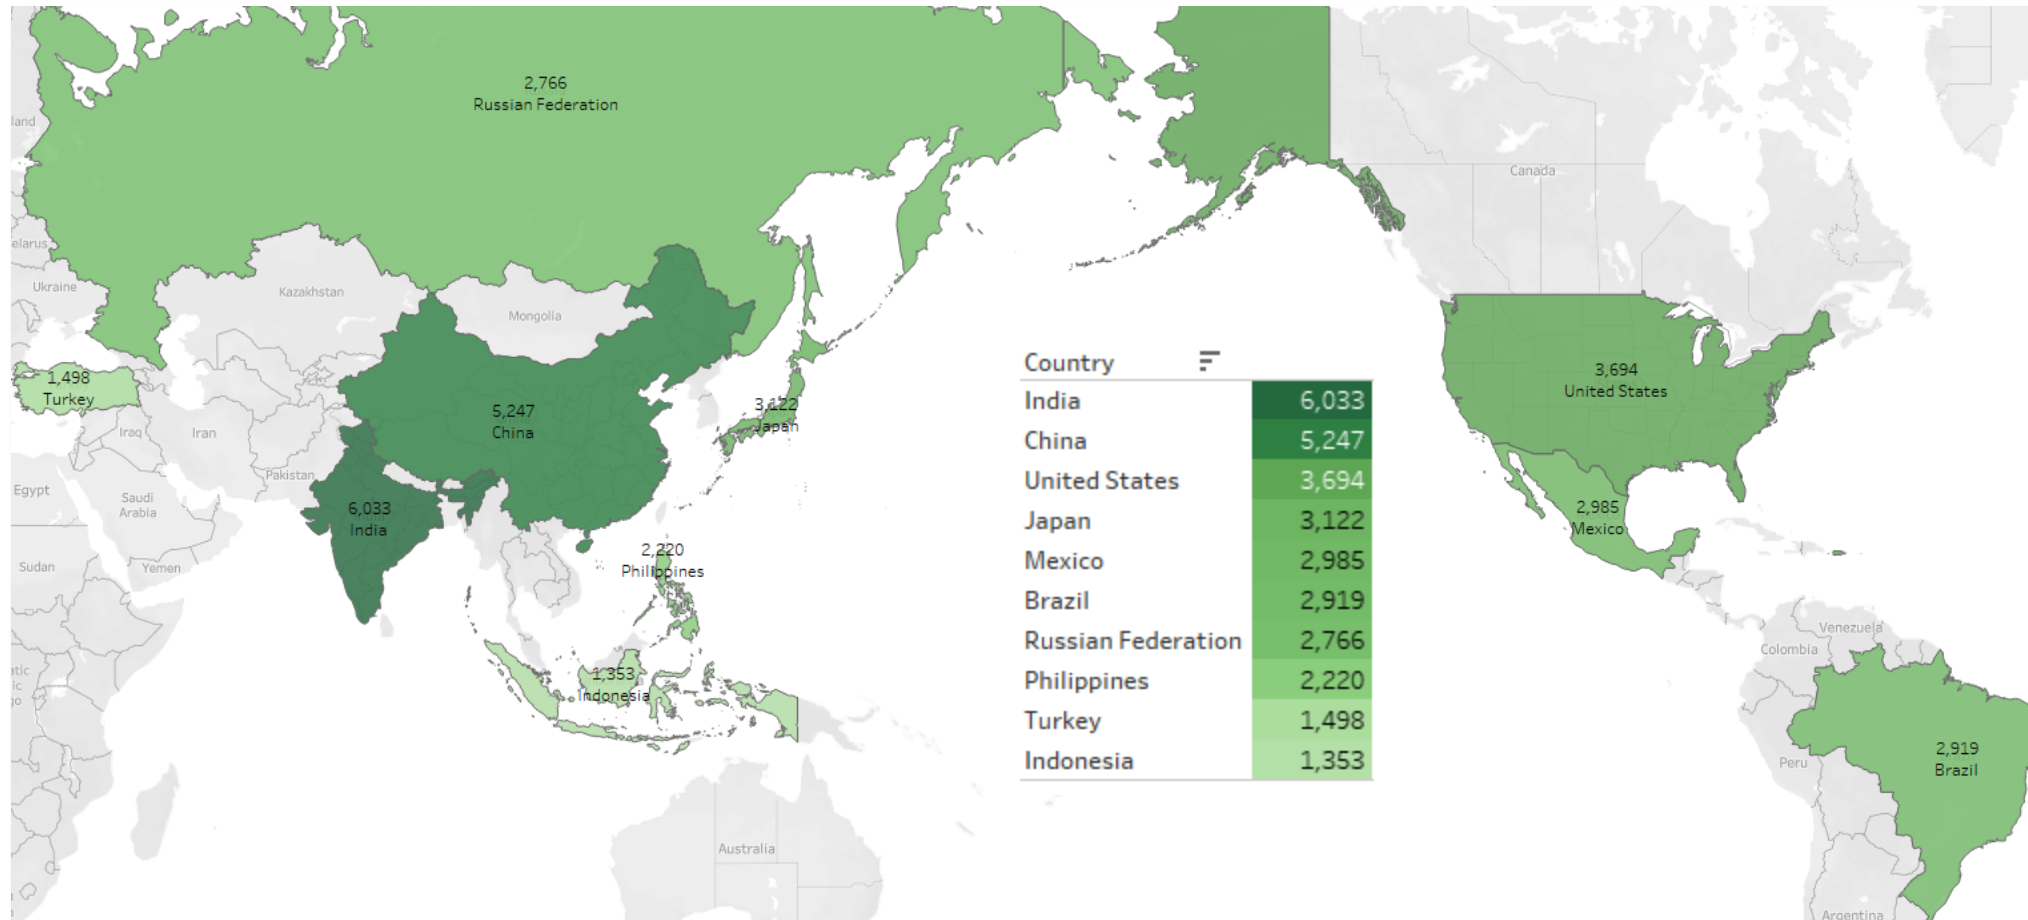 2,766
Russian Federation
land
Canada
elarus
Ukraine
Kazakhstan
Mongolia
1,498
Turkey
3,694
United States
5,247
China
3,122
Japan
Iraq
Iran
Pakistan
Egypt
Saudi
Arabia
6,033
India
2,985
Mexico
Sudan
Yemen
2,220
Philippines
Venezuela
Colombia
atic
ic
go
1,353
Indonesia
Peru
2,919
Brazil
Australia
Argentina
Country
India 6,033
China 5,247
United States 3,694
Japan 3,122
Mexico 2,985
Brazil 2,919
Russian Federation 2,766
Philippines 2,220
Turkey 1,498
Indonesia 1,353